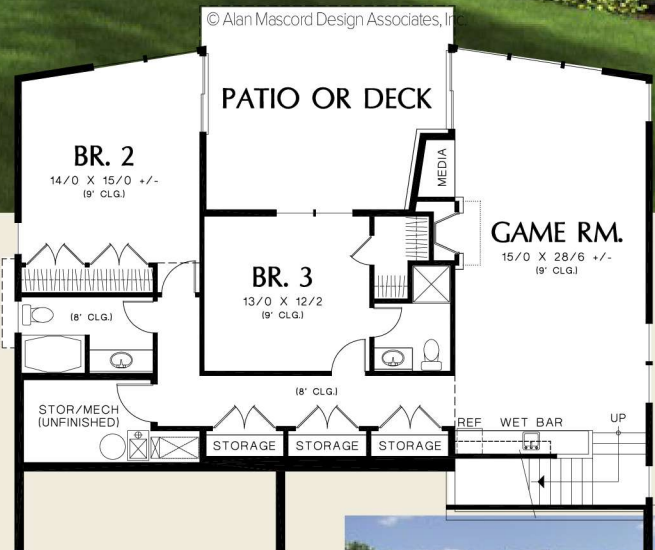 © Alan Mascord Design Associates, Inc.
PATIO OR DECK
BR. 2
14/0 X 15/0 +/-
(9' CLG.)
MEDIA
GAME RM.
15/0 X 28/6 +/-
(9' CLG.)
BR. 3
13/0 X 12/2
(9' CLG.)
(8' CLG.)
(8' CLG.)
STOR/MECH
(UNFINISHED)
STORAGE
STORAGE
STORAGE
REF
WET BAR
UP